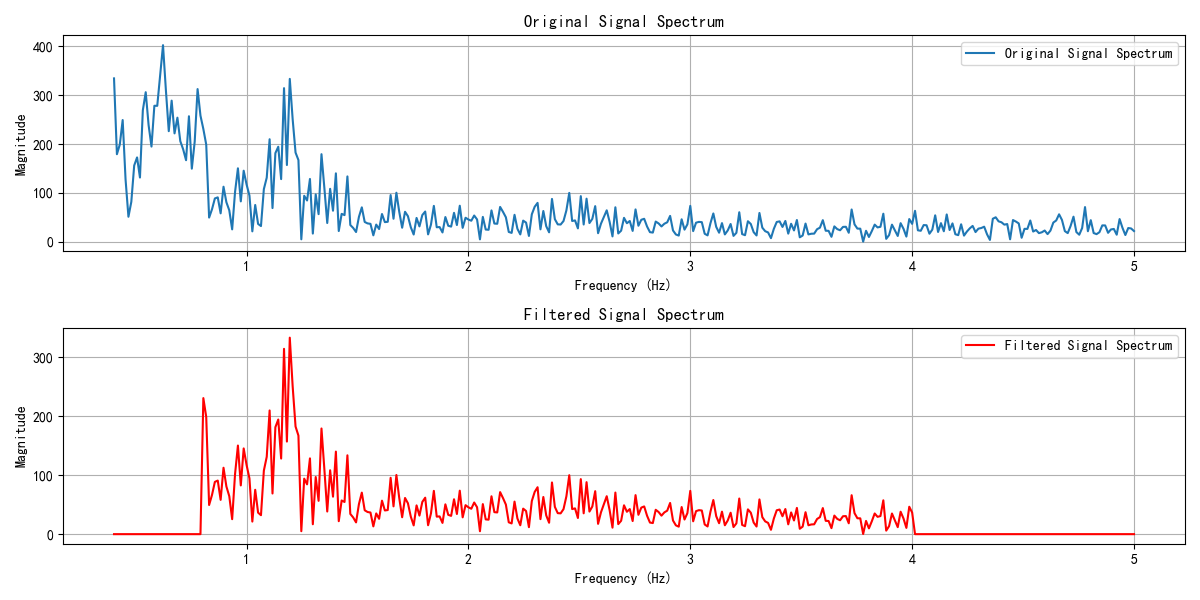 Original Signal Spectrum
400
300
200
100
0
Magnitude
Original Signal Spectrum
1
2
3
4
5
Frequency (Hz)
Filtered Signal Spectrum
300
200
100
0
Magnitude
Filtered Signal Spectrum
1
2
3
4
5
Frequency (Hz)